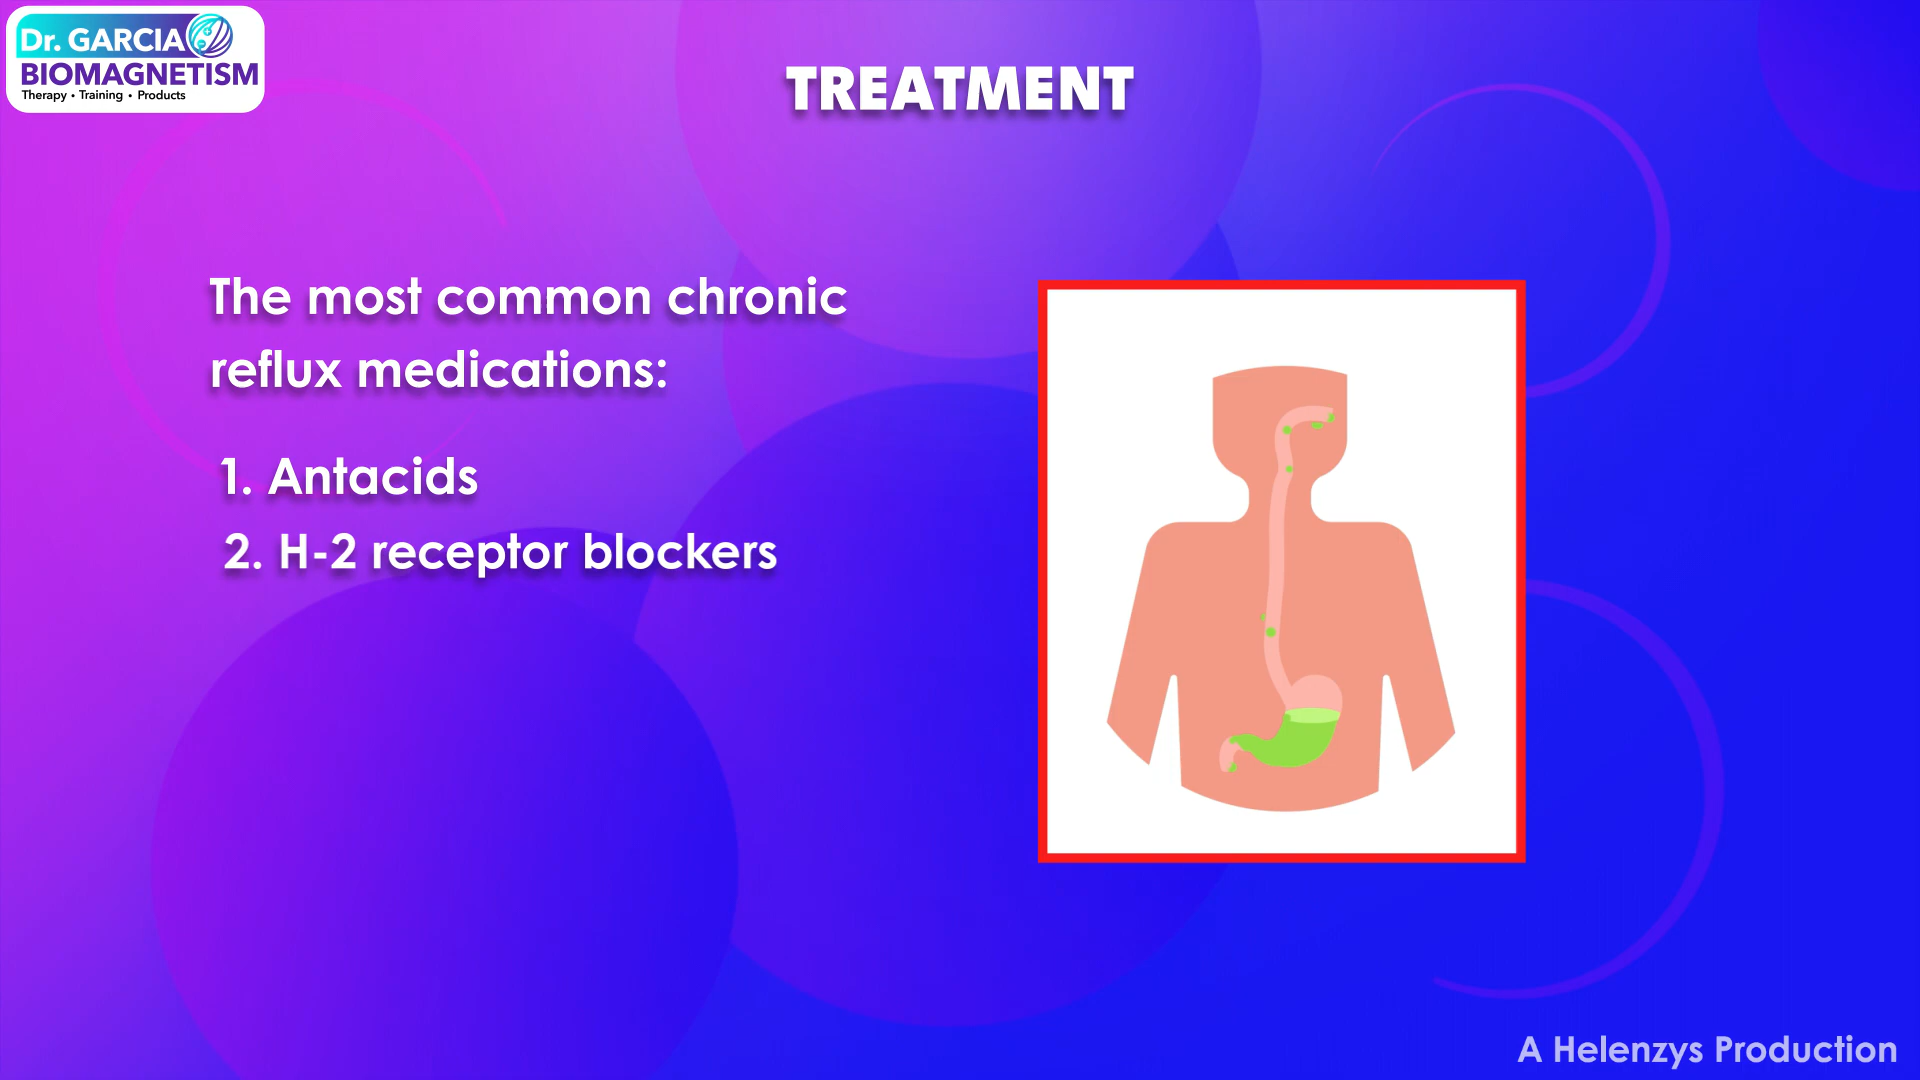 Dr. GARCIA
BIOMAGNETISM
Therapy • Training • Products
TREATMENT
The most common chronic
reflux medications:
1. Antacids
2. H-2 receptor blockers
A Helenzys Production